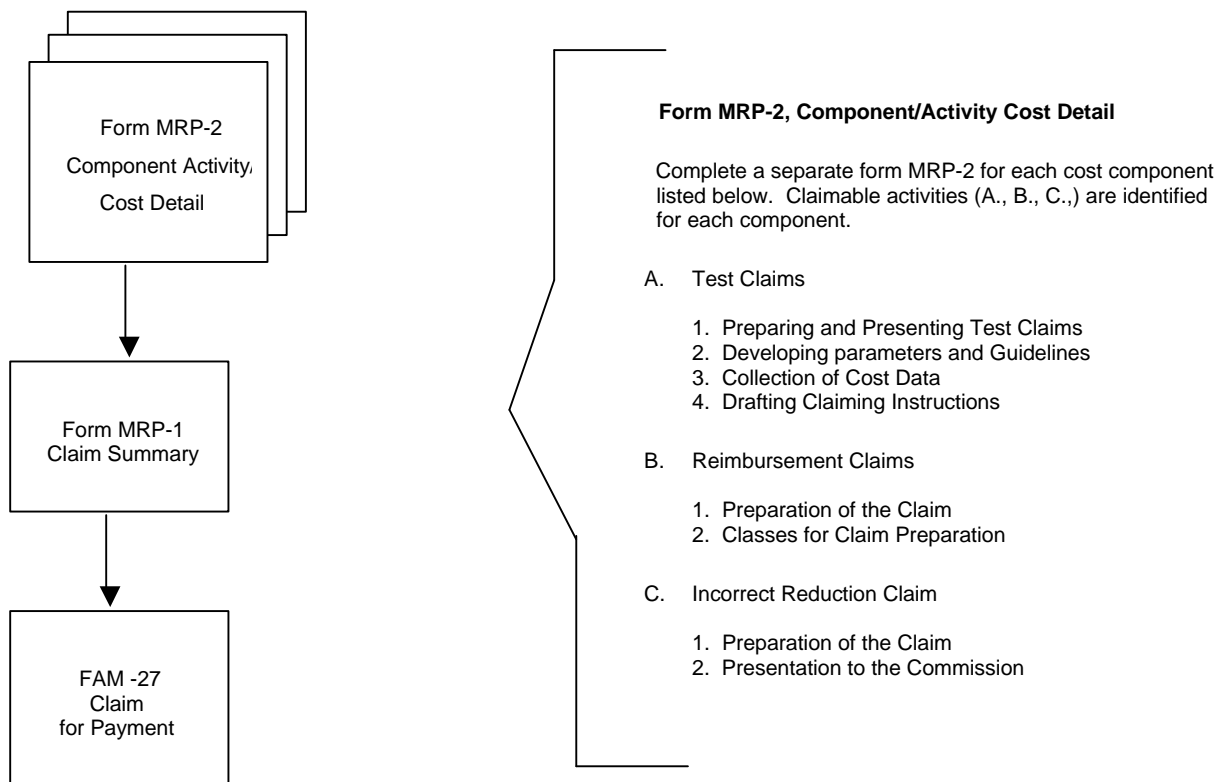 Form MRP-2
Component Activity/
Cost Detail
Form MRP-1
Claim Summary
FAM -27
Claim
for Payment
Form MRP-2, Component/Activity Cost Detail
Complete a separate form MRP-2 for each cost component
listed below. Claimable activities (A., B., C.,) are identified
for each component.
A. Test Claims
1. Preparing and Presenting Test Claims
2. Developing parameters and Guidelines
3. Collection of Cost Data
4. Drafting Claiming Instructions
B. Reimbursement Claims
1. Preparation of the Claim
2. Classes for Claim Preparation
C. Incorrect Reduction Claim
1. Preparation of the Claim
2. Presentation to the Commission